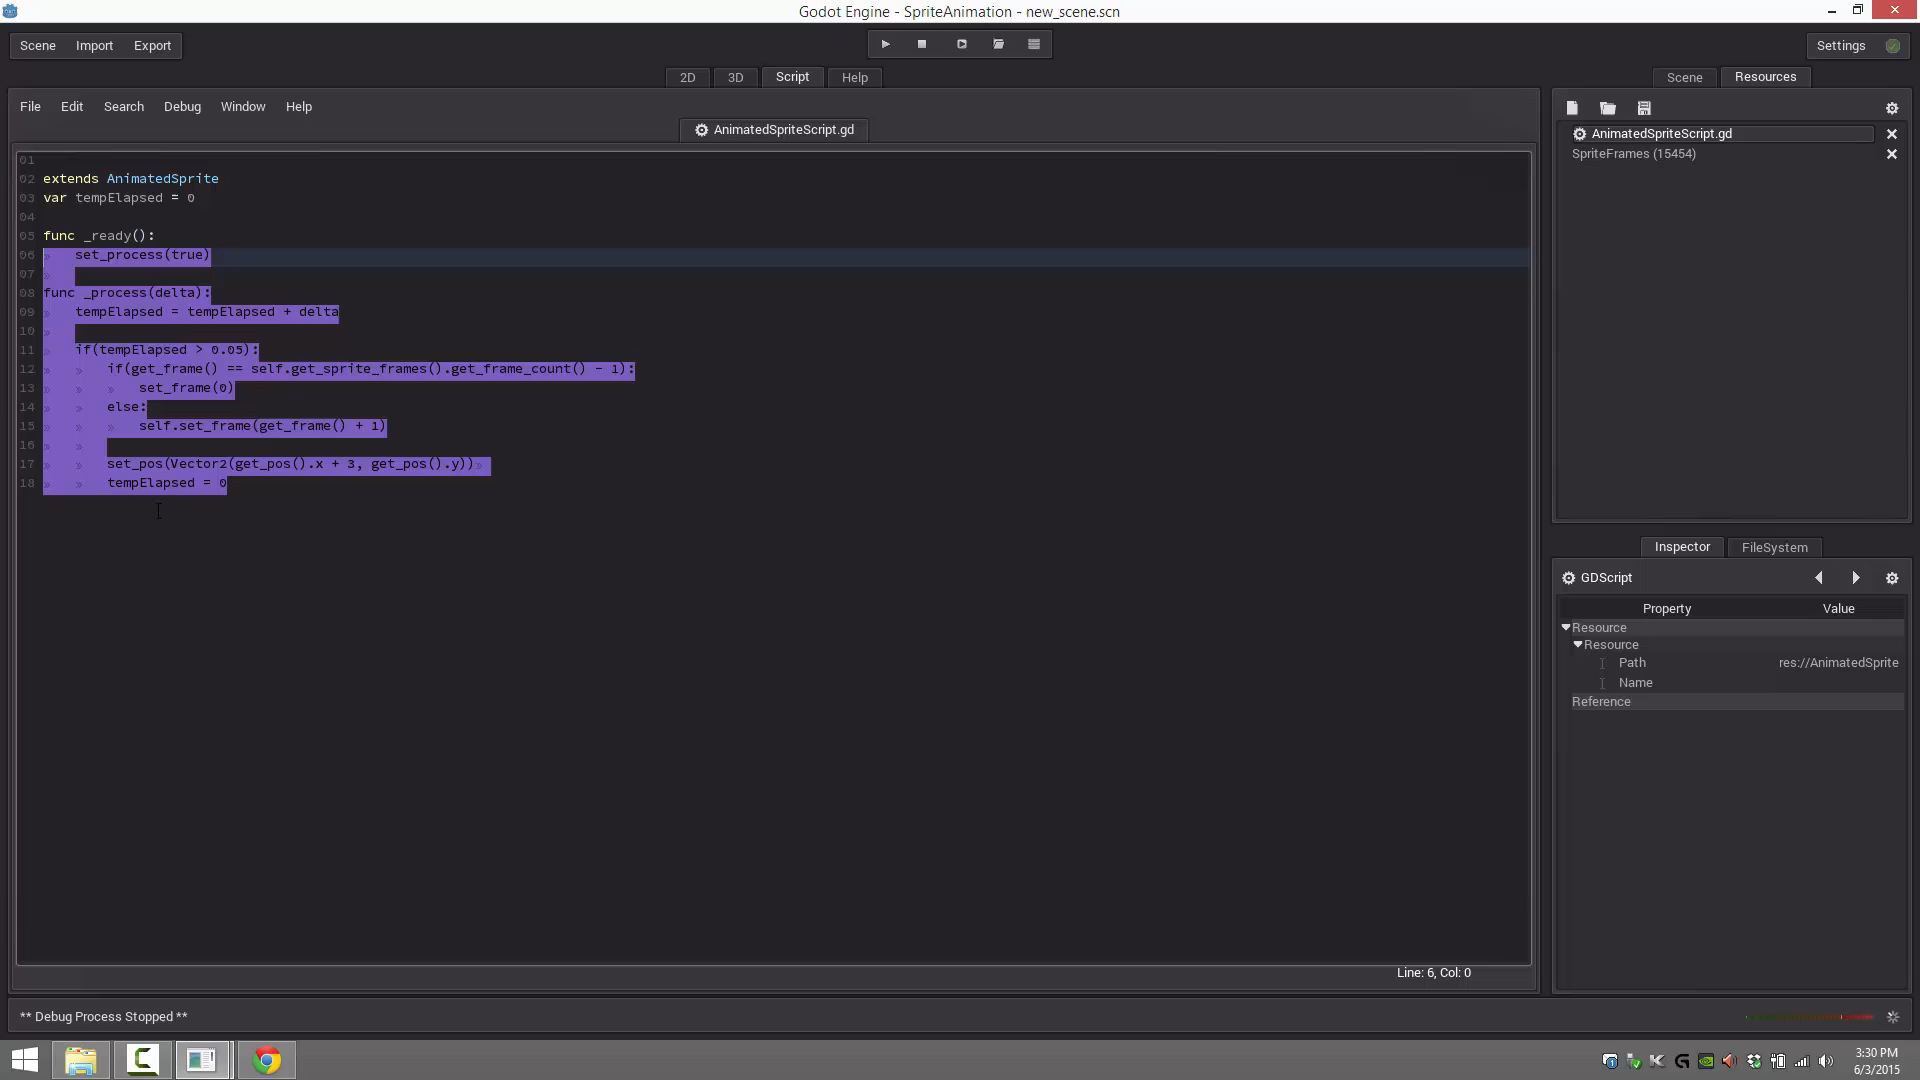 Godot Engine - SpriteAnimation - new_scene.scn
Scene Import Export
Settings
2D 3D Script Help
Scene Resources
File Edit Search Debug Window Help
AnimatedSpriteScript.gd
AnimatedSpriteScript.gd
SpriteFrames (15454)
01
02 extends AnimatedSprite
03 var tempElapsed = 0
04
05 func _ready():
06 » set_process(true)
07 »
08 func _process(delta):
09 » tempElapsed = tempElapsed + delta
10 »
11 » if(tempElapsed > 0.05):
12 » » if(get_frame() == self.get_sprite_frames().get_frame_count() - 1):
13 » » » set_frame(0)
14 » » else:
15 » » » self.set_frame(get_frame() + 1)
16 » »
17 » » set_pos(Vector2(get_pos().x + 3, get_pos().y)) »
18 » » tempElapsed = 0
Inspector FileSystem
GDScript
Property Value
Resource
Resource
Path res://AnimatedSprite
Name
Reference
Line: 6, Col: 0
** Debug Process Stopped **
3:30 PM
6/3/2015